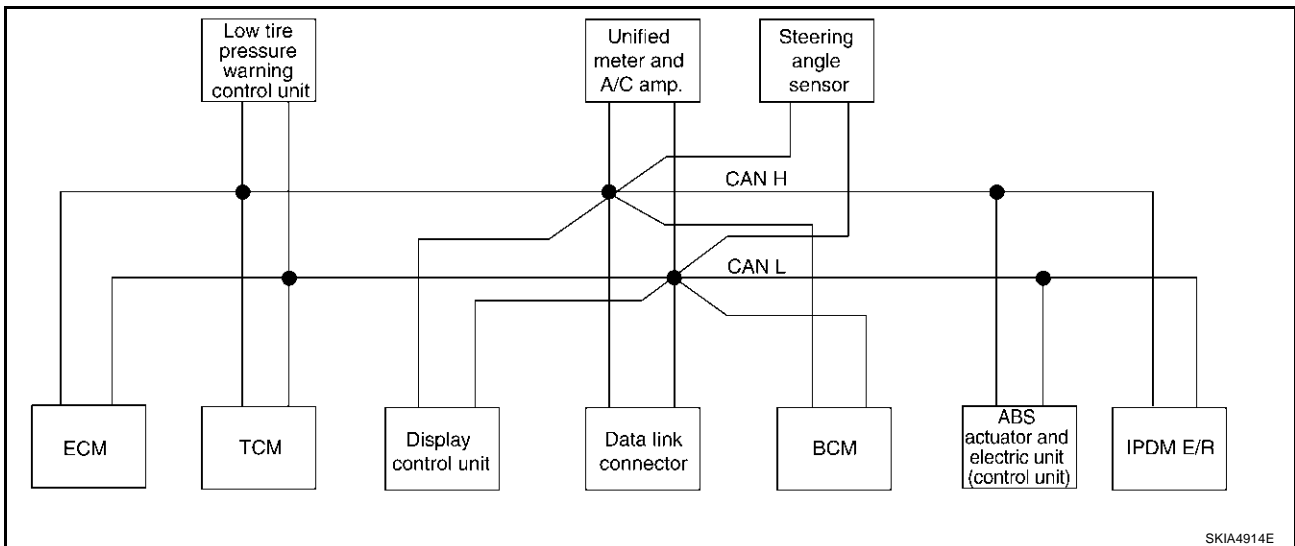 Low tire
pressure
warning
control unit
Unified
meter and
A/C amp.
Steering
angle
sensor
CAN H
CAN L
ECM
TCM
Display
control unit
Data link
connector
BCM
ABS
actuator and
electric unit
(control unit)
IPDM E/R
SKIA4914E